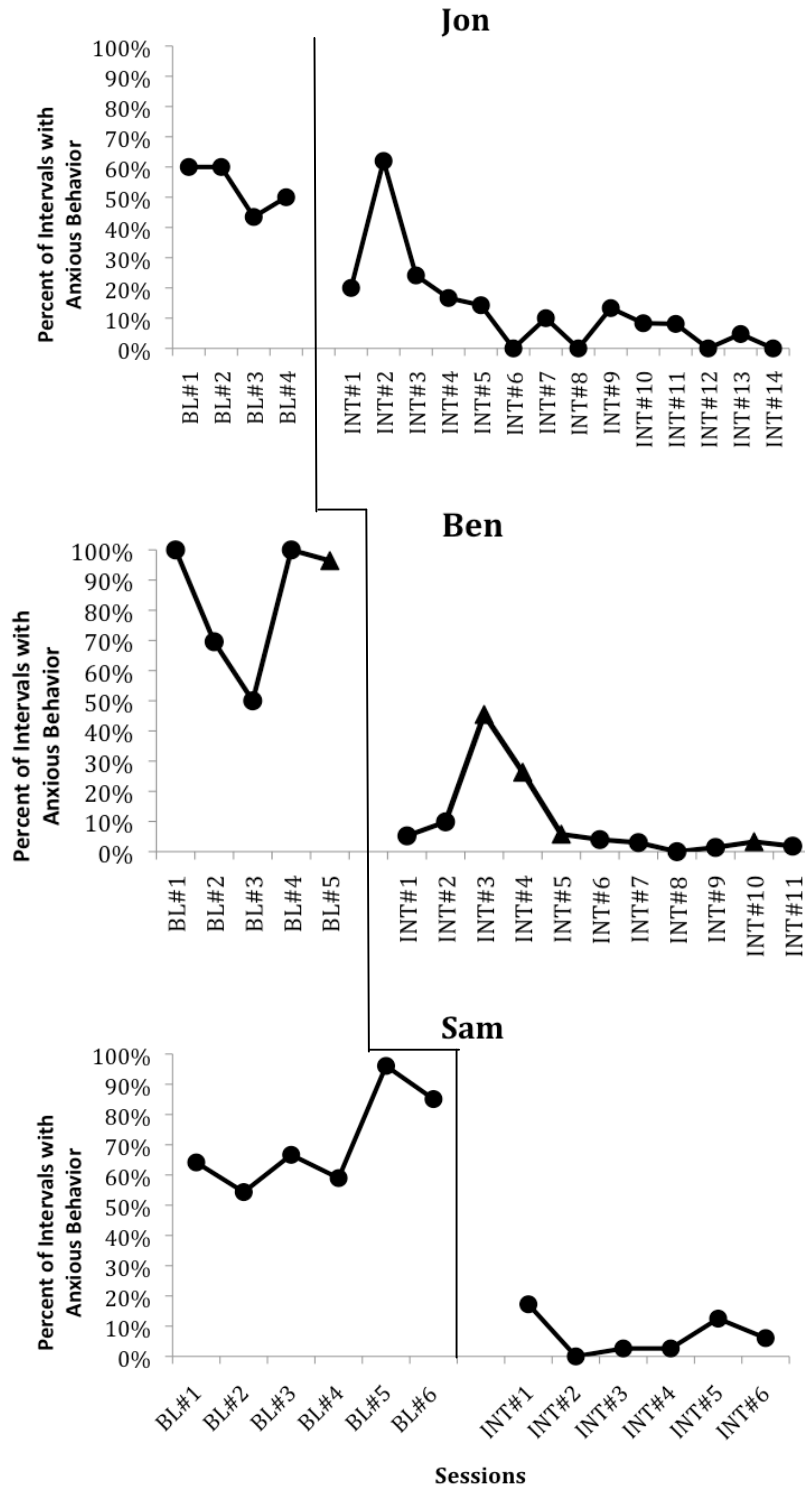 Jon
Percent of Intervals with
Anxious Behavior
100%
90%
80%
70%
60%
50%
40%
30%
20%
10%
0%
BL#1
BL#2
BL#3
BL#4
INT#1
INT#2
INT#3
INT#4
INT#5
INT#6
INT#7
INT#8
INT#9
INT#10
INT#11
INT#12
INT#13
INT#14
Ben
Percent of Intervals with
Anxious Behavior
100%
90%
80%
70%
60%
50%
40%
30%
20%
10%
0%
BL#1
BL#2
BL#3
BL#4
BL#5
INT#1
INT#2
INT#3
INT#4
INT#5
INT#6
INT#7
INT#8
INT#9
INT#10
INT#11
Sam
Percent of Intervals with
Anxious Behavior
100%
90%
80%
70%
60%
50%
40%
30%
20%
10%
0%
BL#1
BL#2
BL#3
BL#4
BL#5
BL#6
INT#1
INT#2
INT#3
INT#4
INT#5
INT#6
Sessions